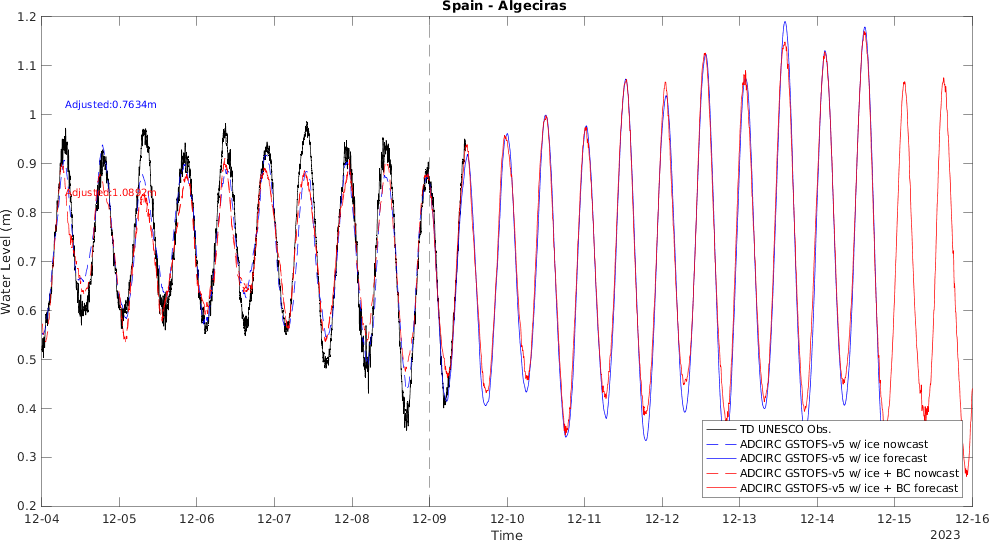 Spain - Algeciras
1.2
1.1
1
0.9
0.8
0.7
0.6
0.5
0.4
0.3
0.2
Water Level (m)
Adjusted:0.7634m
Adjusted:1.0892m
TD UNESCO Obs.
ADCIRC GSTOFS-v5 w/ ice nowcast
ADCIRC GSTOFS-v5 w/ ice forecast
ADCIRC GSTOFS-v5 w/ ice + BC nowcast
ADCIRC GSTOFS-v5 w/ ice + BC forecast
12-04 12-05 12-06 12-07 12-08 12-09 12-10 12-11 12-12 12-13 12-14 12-15 12-16
Time
2023